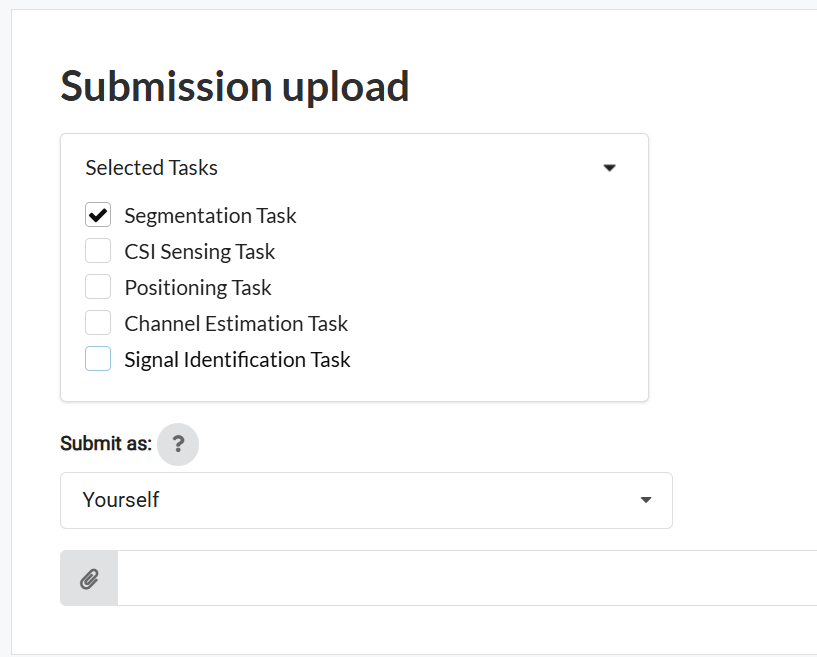 Submission upload
Selected Tasks
Segmentation Task
CSI Sensing Task
Positioning Task
Channel Estimation Task
Signal Identification Task
Submit as: ?
Yourself